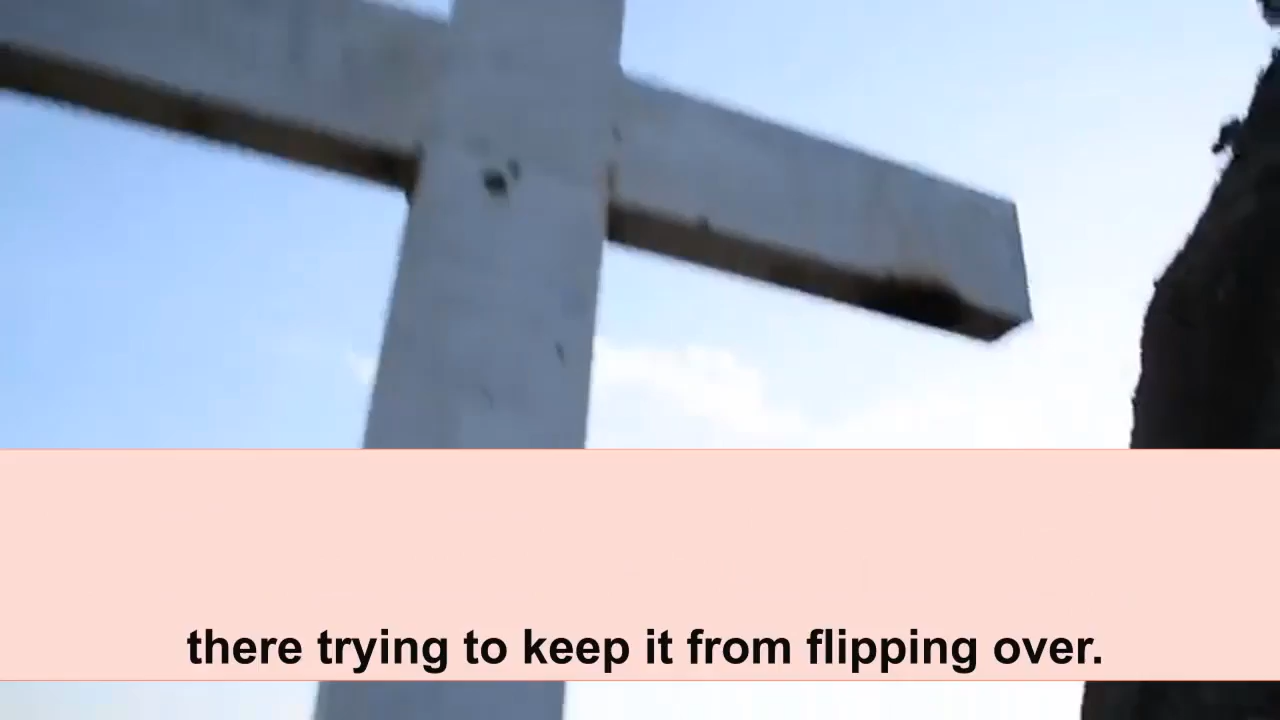 there trying to keep it from flipping over.